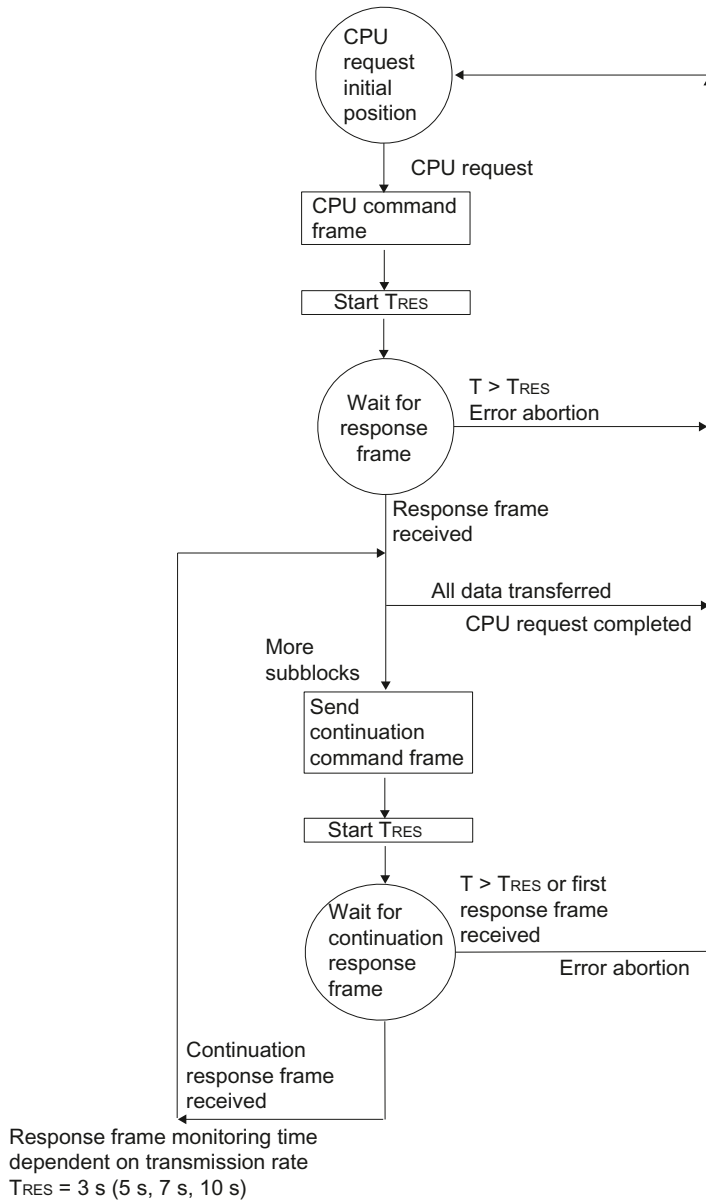 CPU
request
initial
position
CPU request
CPU command
frame
Start TRES
Wait for
response
frame
T > TRES
Error abortion
Response frame
received
All data transferred
CPU request completed
More
subblocks
Send
continuation
command frame
Start TRES
Wait for
continuation
response
frame
T > TRES or first
response frame
received
Error abortion
Continuation
response frame
received
Response frame monitoring time
dependent on transmission rate
TRES = 3 s (5 s, 7 s, 10 s)